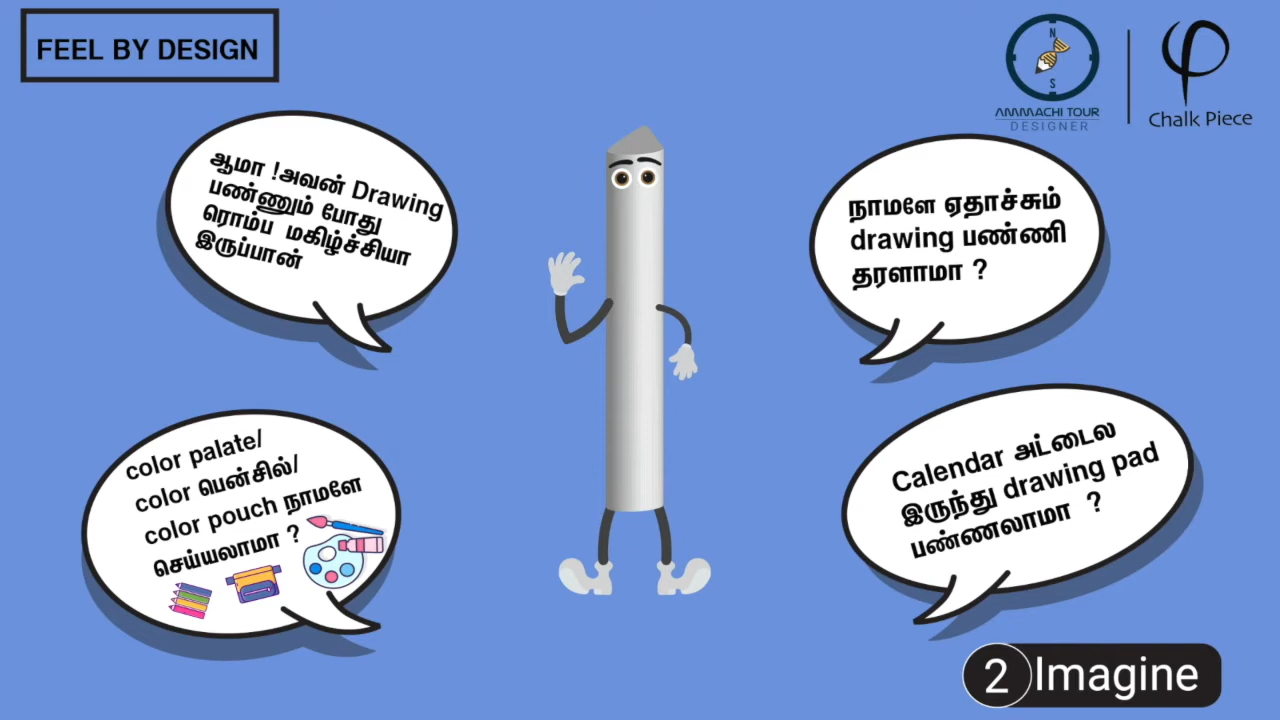 FEEL BY DESIGN
N
S
AMMACHI TOUR
DESIGNER
Chalk Piece
ஆமா !அவன் Drawing
பண்ணும் போது
ரொம்ப மகிழ்ச்சியா
இருப்பான்
நாமளே ஏதாச்சும்
drawing பண்ணி
தரளாமா ?
color palate/
color பென்சில்/
color pouch நாமளே
செய்யலாமா ?
Calendar அட்டைல
இருந்து drawing pad
பண்ணலாமா ?
2 Imagine